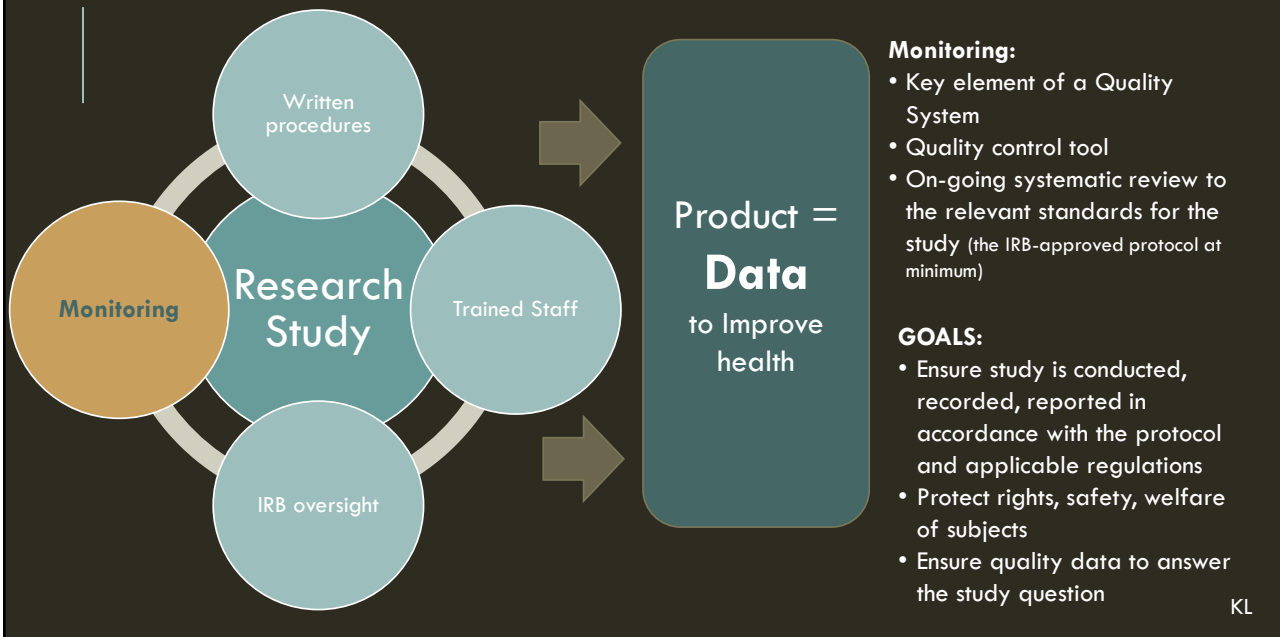 Written
procedures
Monitoring
Research
Study
Trained Staff
IRB oversight
Product =
Data
to Improve
health
Monitoring:
• Key element of a Quality
System
• Quality control tool
• On-going systematic review to
the relevant standards for the
study (the IRB-approved protocol at
minimum)
GOALS:
• Ensure study is conducted,
recorded, reported in
accordance with the protocol
and applicable regulations
• Protect rights, safety, welfare
of subjects
• Ensure quality data to answer
the study question
KL